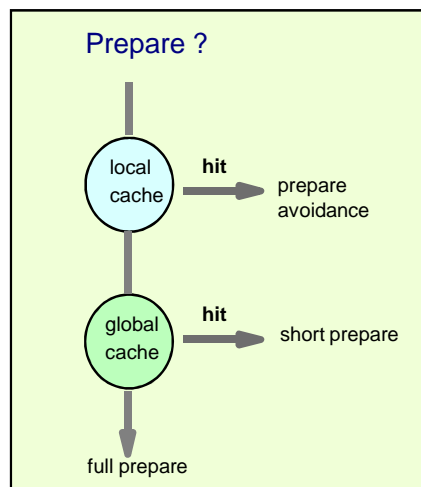 Prepare ?
local
cache
hit
prepare
avoidance
global
cache
hit
short prepare
full prepare